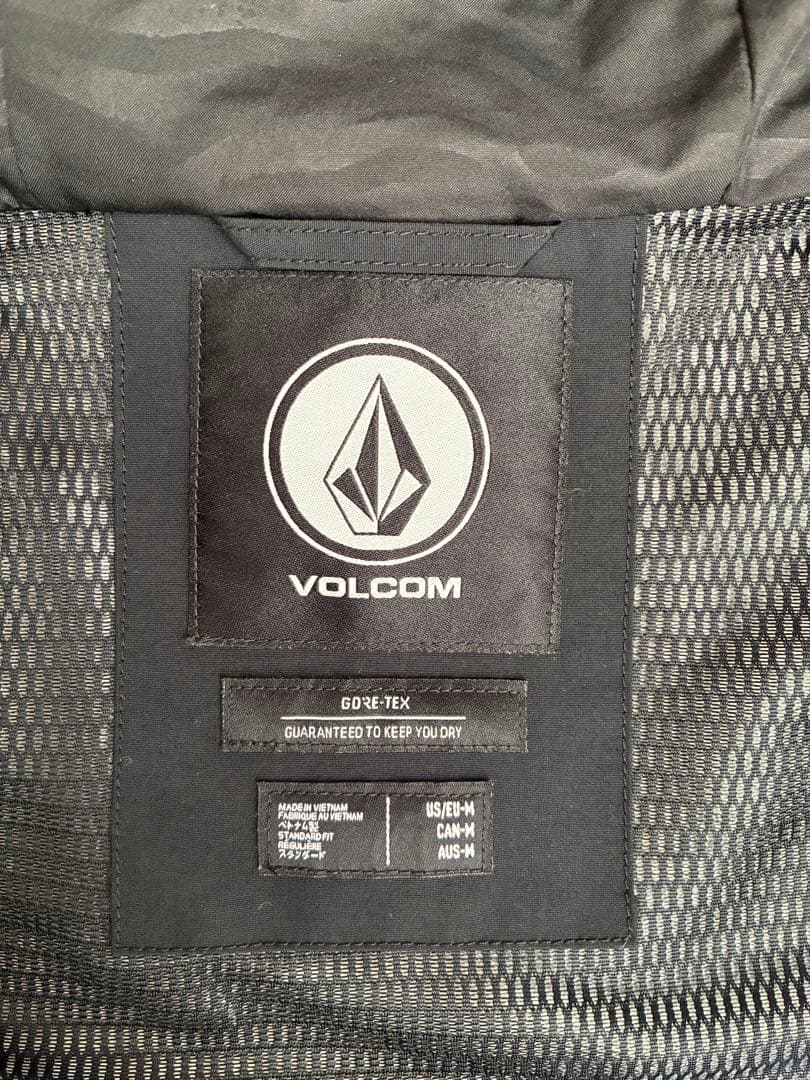 VOLCOM
GORE-TEX
GUARANTEED TO KEEP YOU DRY
MADE IN VIETNAM
FABRIQUE AU VIETNAM
ベトナム製
STANDARD FIT
RÉGULIÈRE
スタンダード
US/EU-M
CAN-M
AUS-M